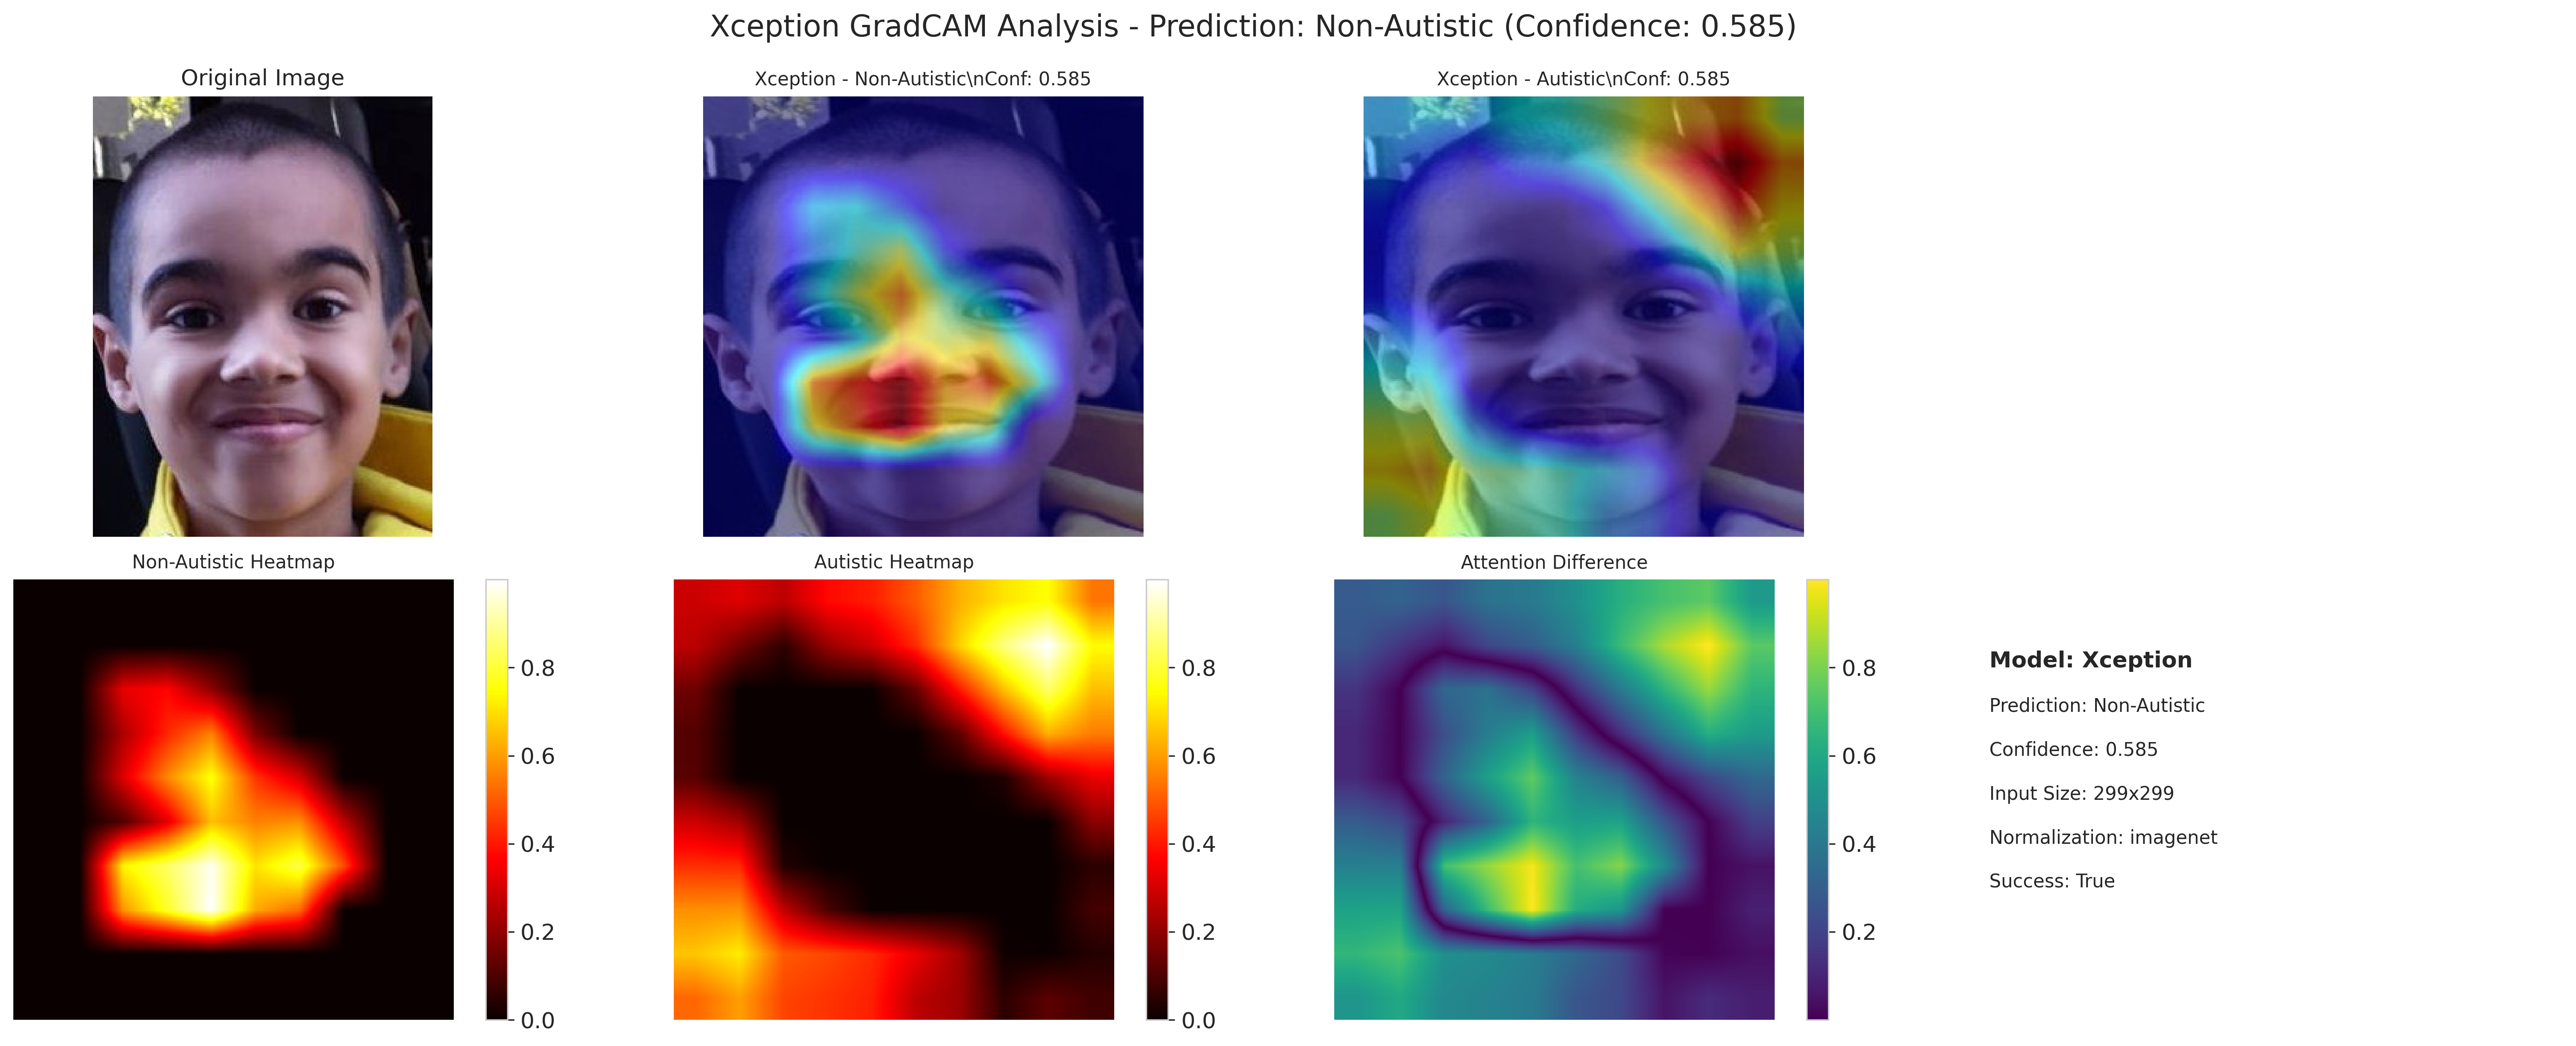 Xception GradCAM Analysis - Prediction: Non-Autistic (Confidence: 0.585)
Original Image
Xception - Non-Autistic\nConf: 0.585
Xception - Autistic\nConf: 0.585
Non-Autistic Heatmap
0.8
0.6
0.4
0.2
0.0
Autistic Heatmap
0.8
0.6
0.4
0.2
0.0
Attention Difference
0.8
0.6
0.4
0.2
Model: Xception
Prediction: Non-Autistic
Confidence: 0.585
Input Size: 299x299
Normalization: imagenet
Success: True